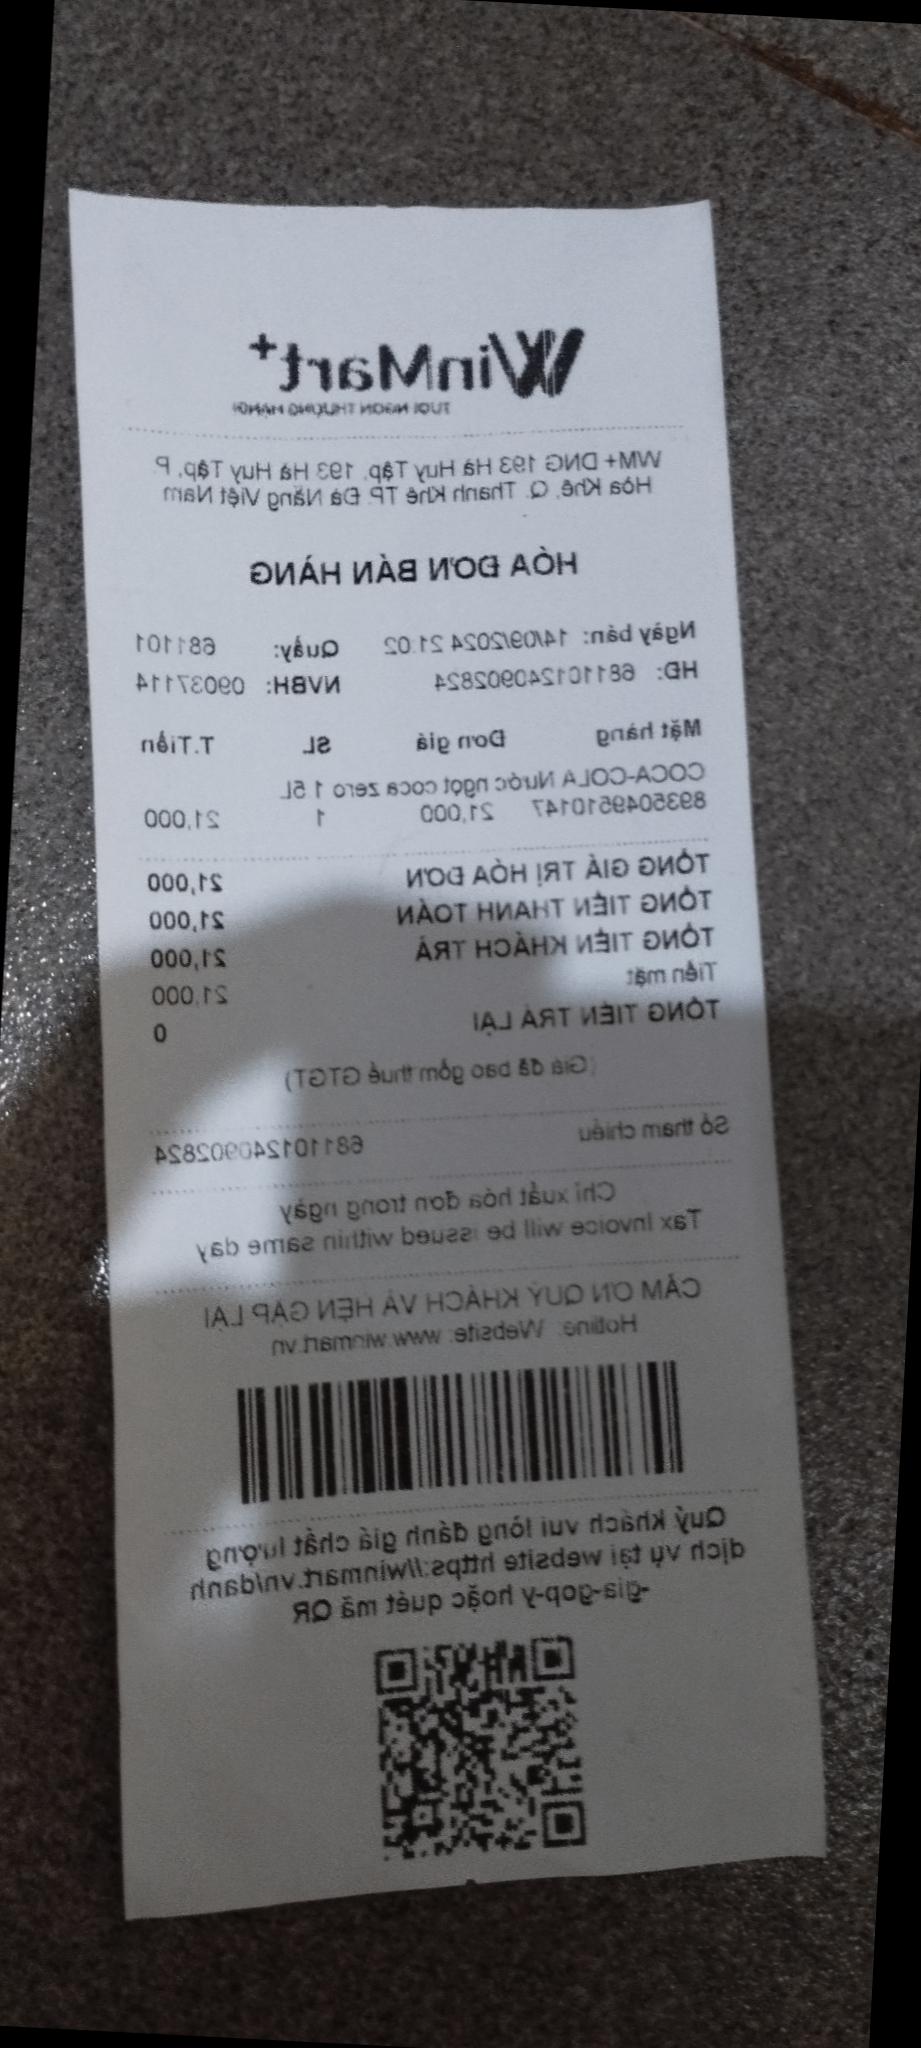 WinMart+
TƯƠI NGON THƯỢNG HẠNG!
WM+ DNG 193 Hà Huy Tập, 193 Hà Huy Tập, P.
Hòa Khê, Q. Thanh Khê TP. Đà Nẵng Việt Nam
HÓA ĐƠN BÁN HÀNG
Ngày bán: 14/09/2024 21:02 Quầy: 681101
HĐ: 681101240902824 NVBH: 09037114
Mặt hàng Đơn giá SL T.Tiền
COCA-COLA Nước ngọt coca zero 1.5L
8935049510147 21,000 1 21,000
TỔNG GIÁ TRỊ HÓA ĐƠN 21,000
TỔNG TIỀN THANH TOÁN 21,000
TỔNG TIỀN KHÁCH TRẢ 21,000
Tiền mặt 21,000
TỔNG TIỀN TRẢ LẠI 0
(Giá đã bao gồm thuế GTGT)
Số tham chiếu 681101240902824
Chỉ xuất hóa đơn trong ngày
Tax Invoice will be issued within same day
CẢM ƠN QUÝ KHÁCH VÀ HẸN GẶP LẠI
Hotline: Website: www.winmart.vn
Quý khách vui lòng đánh giá chất lượng
dịch vụ tại website https://winmart.vn/danh
-gia-gop-y hoặc quét mã QR